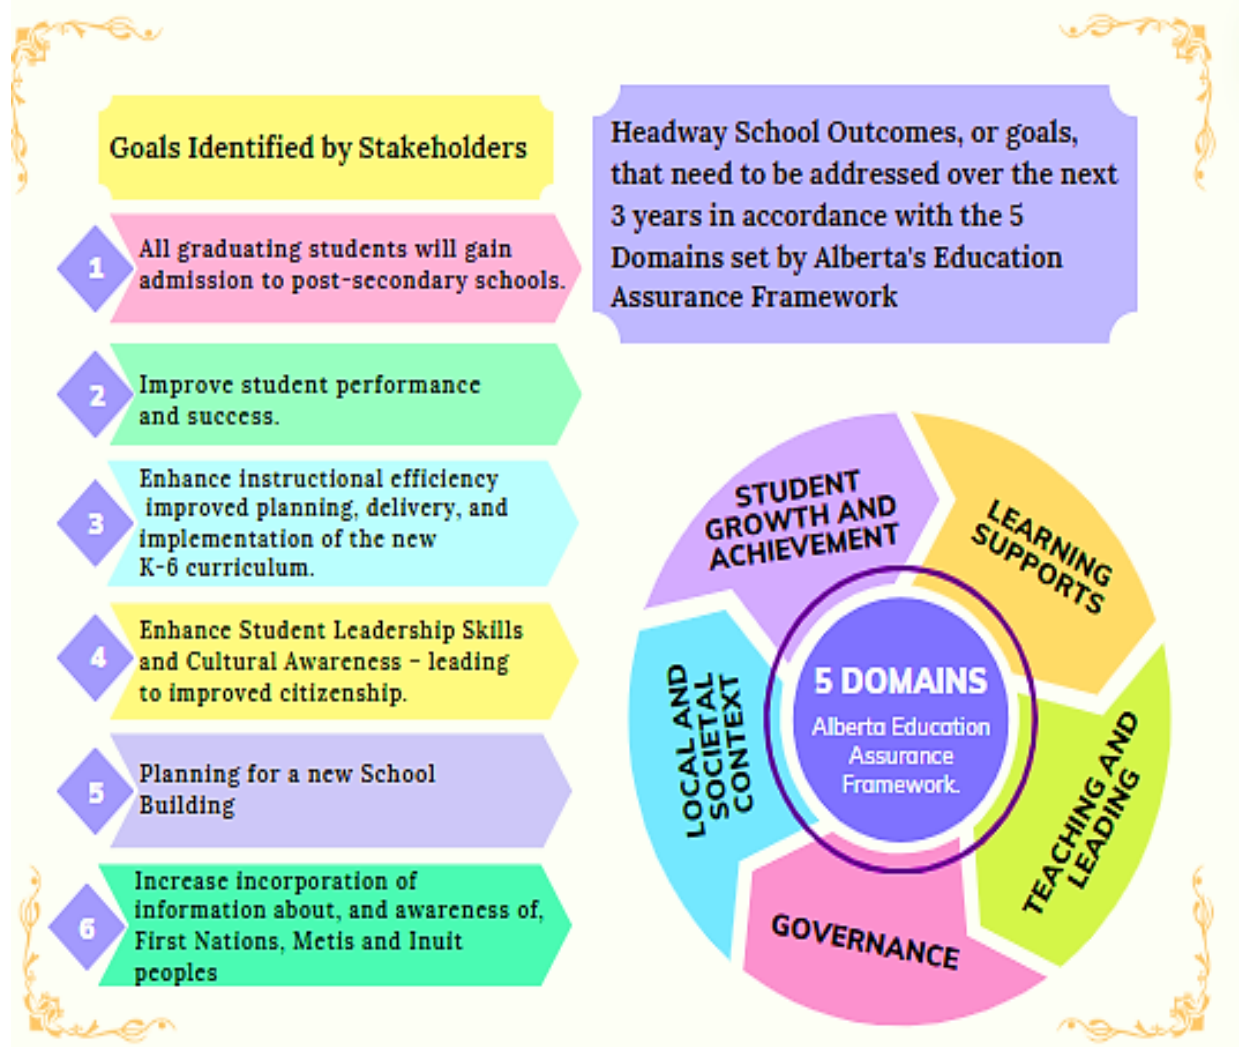 Goals Identified by Stakeholders
1
All graduating students will gain
admission to post-secondary schools.
2
Improve student performance
and success.
3
Enhance instructional efficiency
improved planning, delivery, and
implementation of the new
K-6 curriculum.
4
Enhance Student Leadership Skills
and Cultural Awareness - leading
to improved citizenship.
5
Planning for a new School
Building
6
Increase incorporation of
information about, and awareness of,
First Nations, Metis and Inuit
peoples
Headway School Outcomes, or goals,
that need to be addressed over the next
3 years in accordance with the 5
Domains set by Alberta's Education
Assurance Framework
STUDENT
GROWTH AND
ACHIEVEMENT
LEARNING
SUPPORTS
TEACHING AND
LEADING
GOVERNANCE
LOCAL AND
SOCIETAL
CONTEXT
5 DOMAINS
Alberta Education
Assurance
Framework.